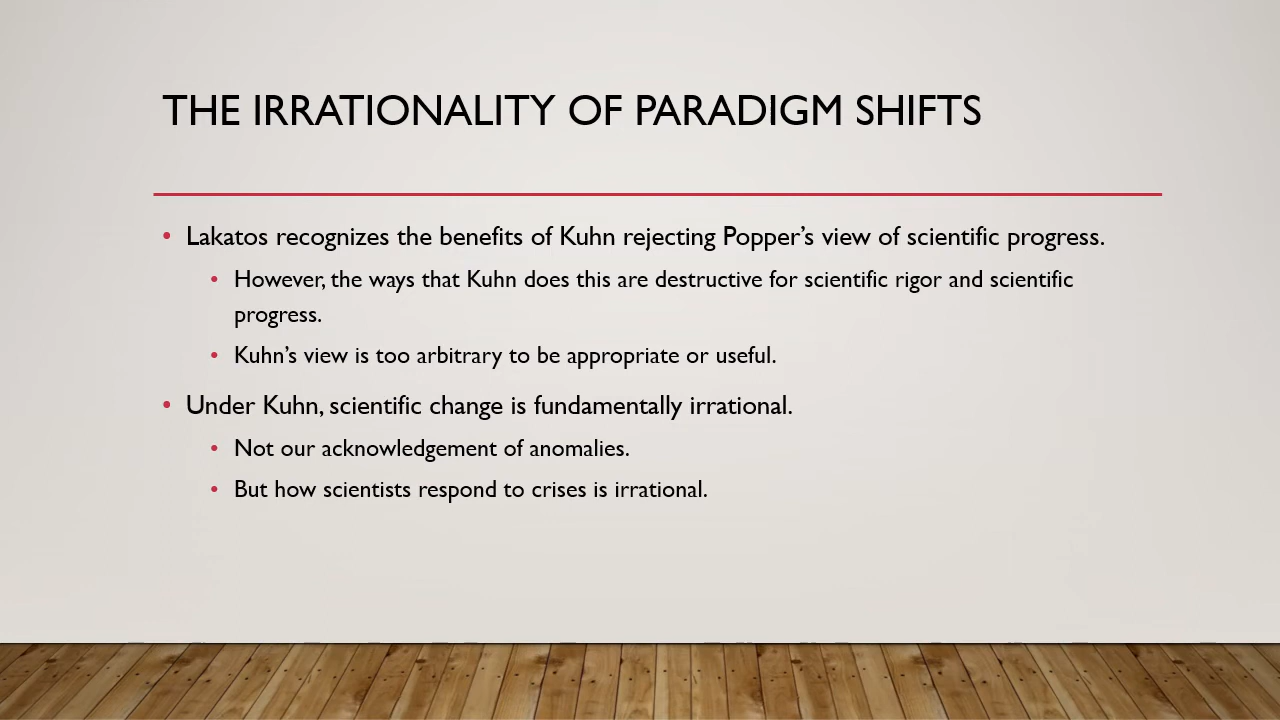 THE IRRATIONALITY OF PARADIGM SHIFTS
• Lakatos recognizes the benefits of Kuhn rejecting Popper’s view of scientific progress.
• However, the ways that Kuhn does this are destructive for scientific rigor and scientific
progress.
• Kuhn’s view is too arbitrary to be appropriate or useful.
• Under Kuhn, scientific change is fundamentally irrational.
• Not our acknowledgement of anomalies.
• But how scientists respond to crises is irrational.